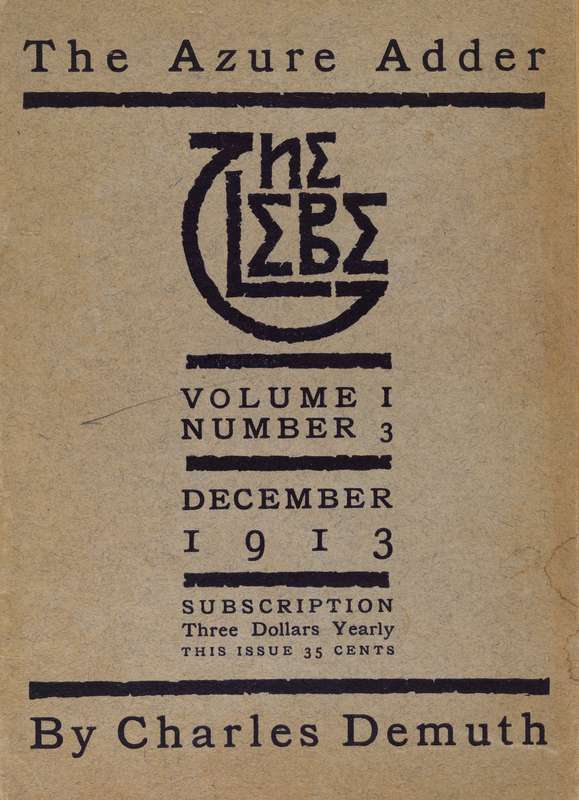 The Azure Adder
THE
GLEBE
VOLUME I
NUMBER 3
DECEMBER
1913
SUBSCRIPTION
Three Dollars Yearly
THIS ISSUE 35 CENTS
By Charles Demuth